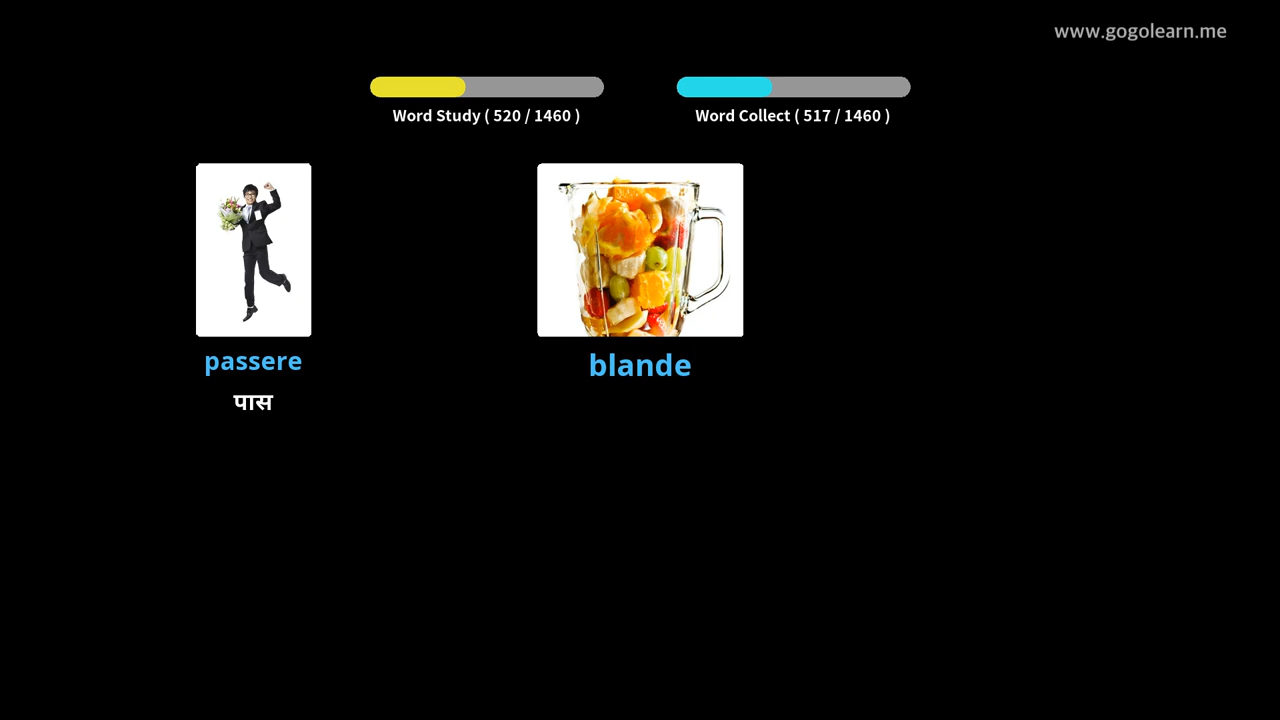 www.gogolearn.me
Word Study ( 520 / 1460 )
Word Collect ( 517 / 1460 )
passere
blande
पास